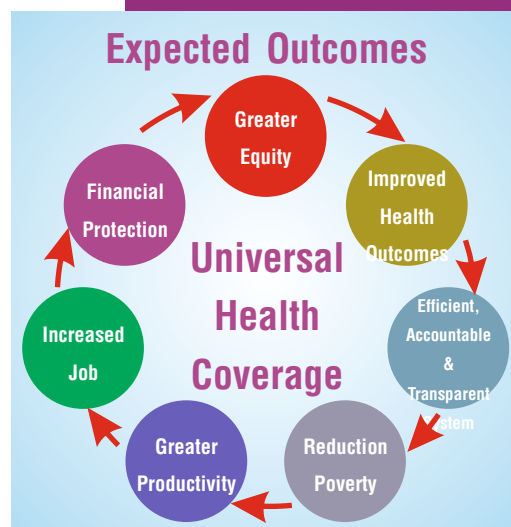 Expected Outcomes
Greater
Equity
Improved
Health
Outcomes
Efficient,
Accountable
&
Transparent
System
Reduction
Poverty
Greater
Productivity
Increased
Job
Financial
Protection
Universal
Health
Coverage